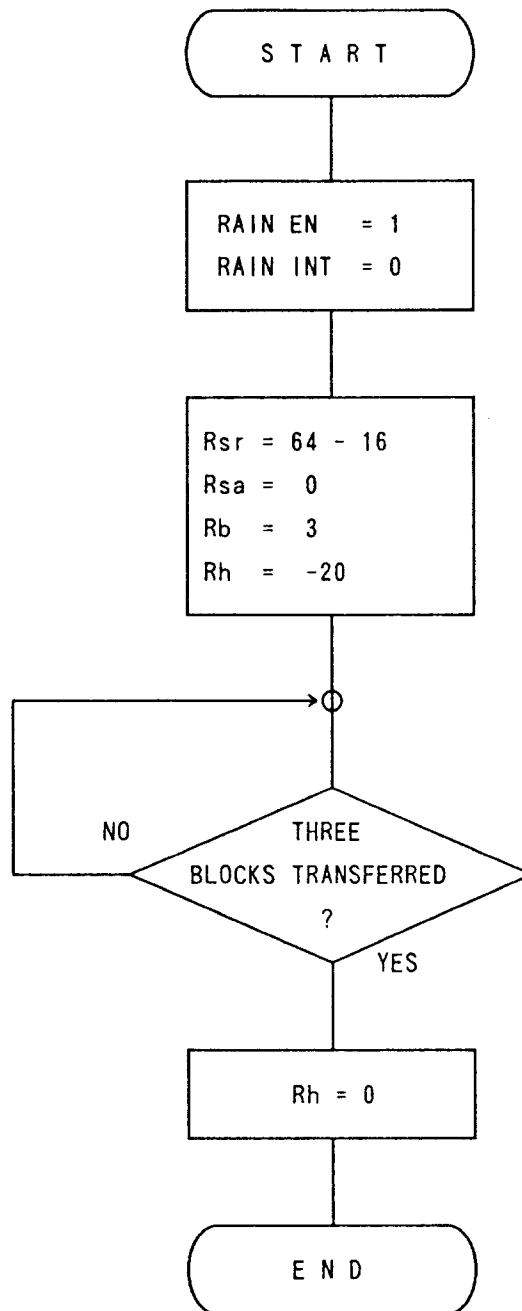 START
RAIN EN = 1
RAIN INT = 0
Rsr = 64 - 16
Rsa = 0
Rb = 3
Rh = -20
NO
THREE
BLOCKS TRANSFERRED
?
YES
Rh = 0
END